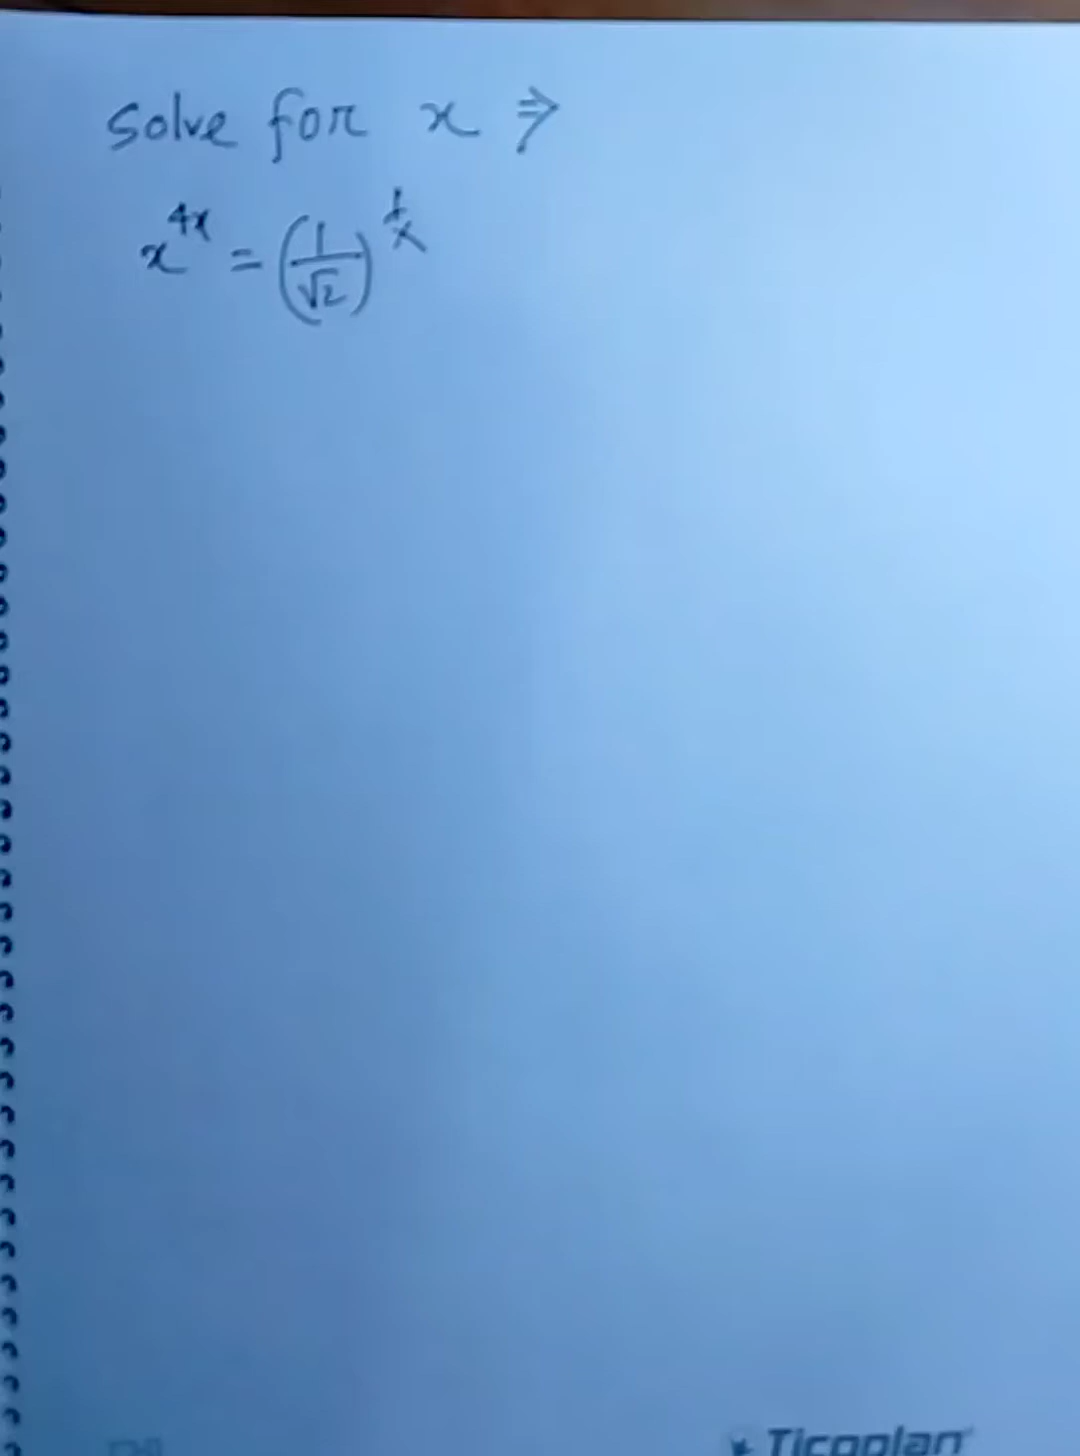 Solve for x ⇒
x^{4x} = (1/√2)^{1/x}
Ticoplan